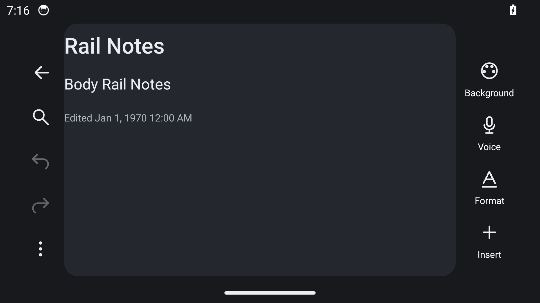 7:16
Rail Notes
Body Rail Notes
Edited Jan 1, 1970 12:00 AM
Background
Voice
Format
Insert